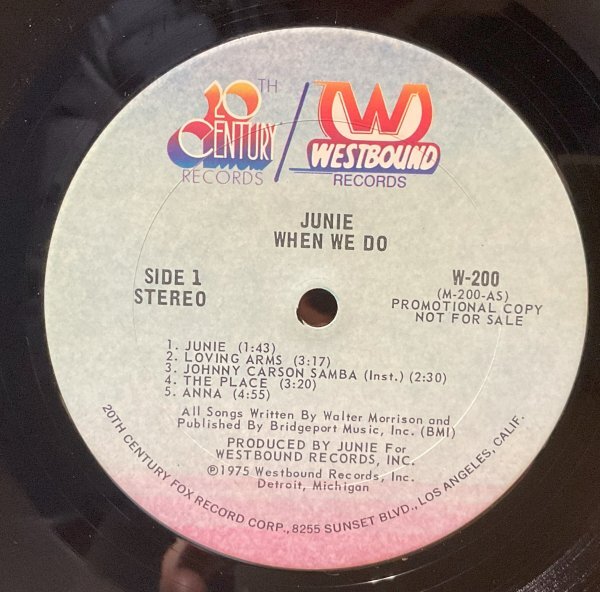 20TH
CENTURY
RECORDS
W
WESTBOUND
RECORDS
JUNIE
WHEN WE DO
SIDE 1
STEREO
W-200
(M-200-AS)
PROMOTIONAL COPY
NOT FOR SALE
1. JUNIE (1:43)
2. LOVING ARMS (3:17)
3. JOHNNY CARSON SAMBA (Inst.) (2:30)
4. THE PLACE (3:20)
5. ANNA (4:55)
All Songs Written By Walter Morrison and
Published By Bridgeport Music, Inc. (BMI)
PRODUCED BY JUNIE For
WESTBOUND RECORDS, INC.
℗1975 Westbound Records, Inc.
Detroit, Michigan
20TH CENTURY FOX RECORD CORP., 8255 SUNSET BLVD., LOS ANGELES, CALIF.